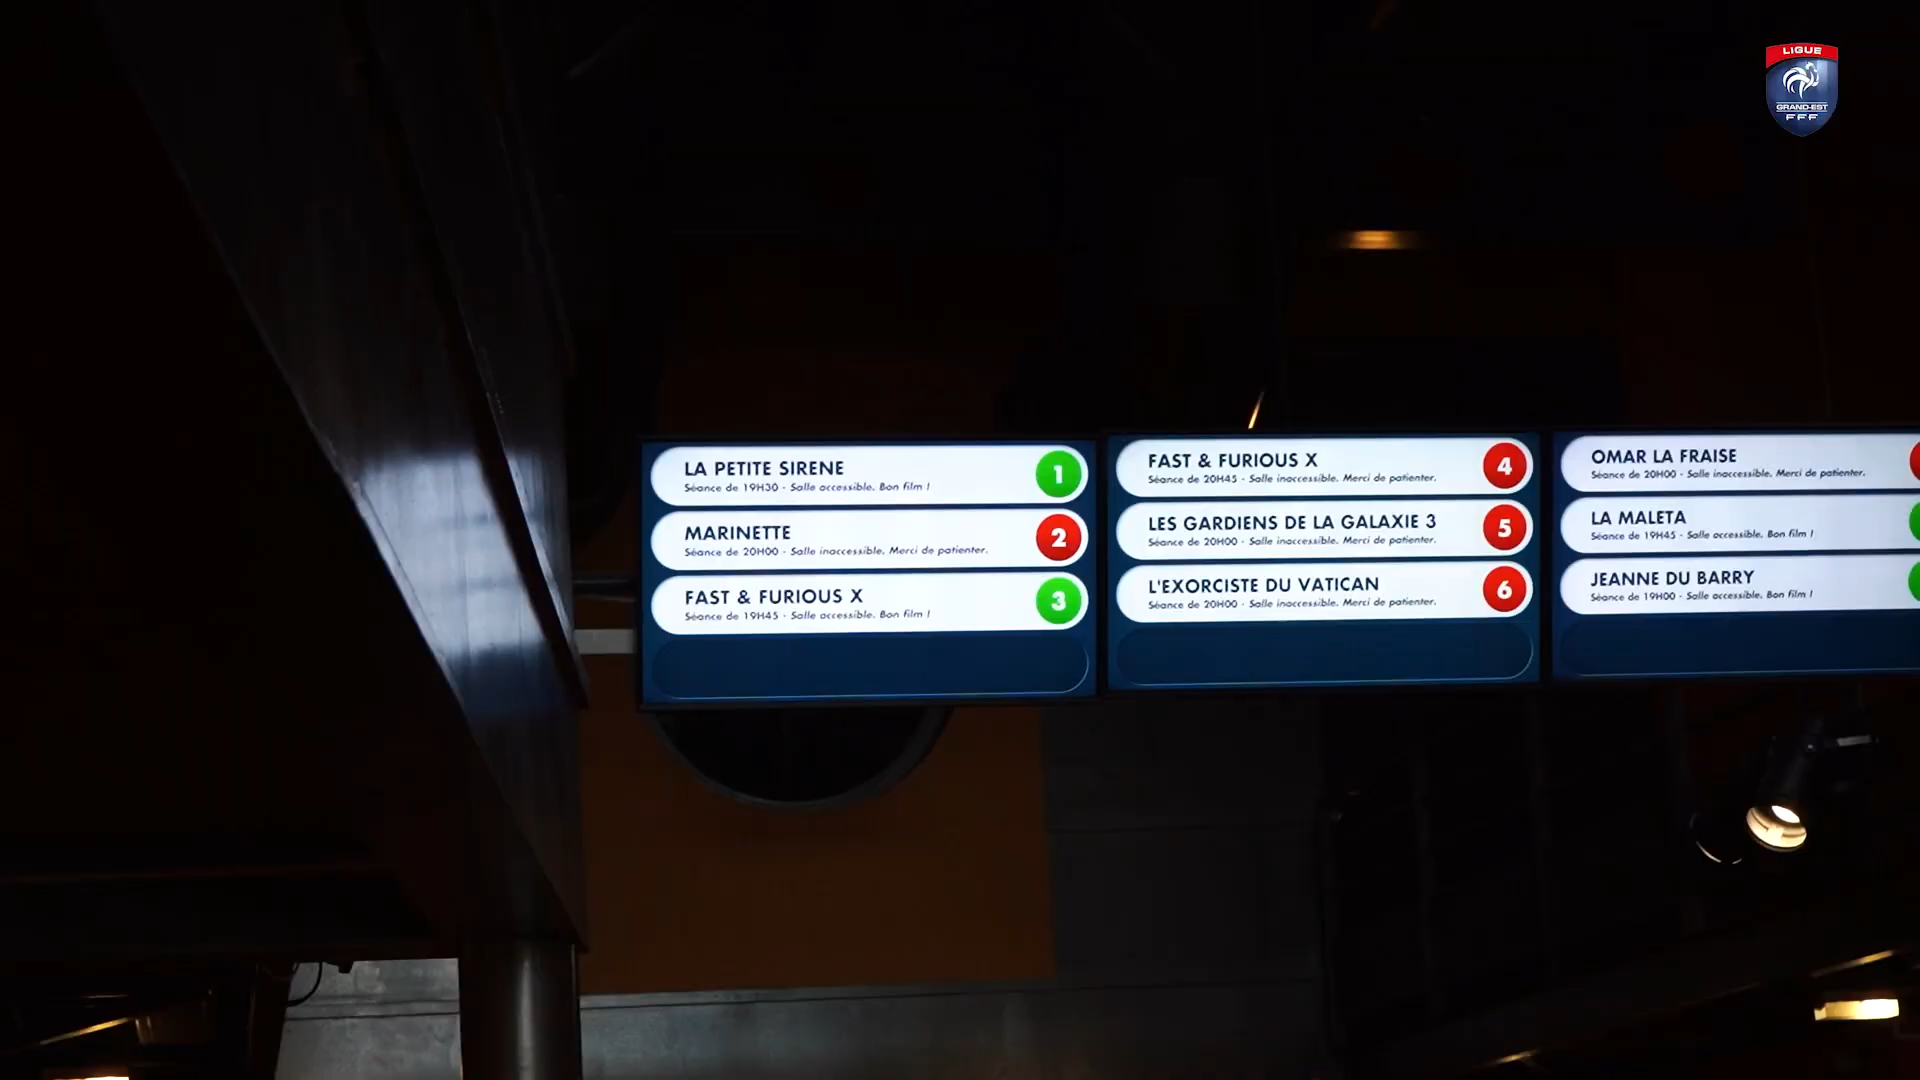 LIGUE
GRAND-EST
FFF
LA PETITE SIRENE
Séance de 19H30 - Salle accessible. Bon film !
1
MARINETTE
Séance de 20H00 - Salle inaccessible. Merci de patienter.
2
FAST & FURIOUS X
Séance de 19H45 - Salle accessible. Bon film !
3
FAST & FURIOUS X
Séance de 20H45 - Salle inaccessible. Merci de patienter.
4
LES GARDIENS DE LA GALAXIE 3
Séance de 20H00 - Salle inaccessible. Merci de patienter.
5
L'EXORCISTE DU VATICAN
Séance de 20H00 - Salle inaccessible. Merci de patienter.
6
OMAR LA FRAISE
Séance de 20H00 - Salle inaccessible. Merci de patienter.
LA MALETA
Séance de 19H45 - Salle accessible. Bon film !
JEANNE DU BARRY
Séance de 19H00 - Salle accessible. Bon film !